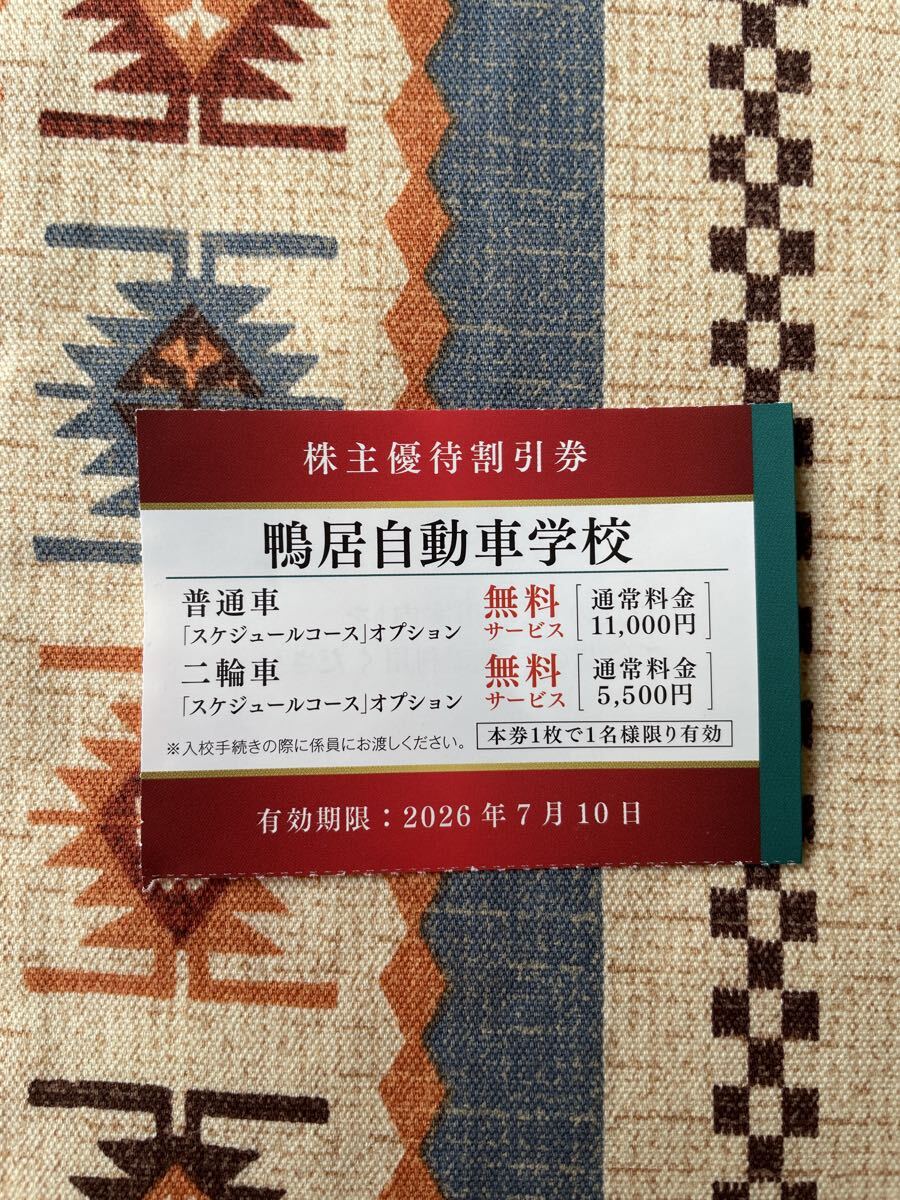 株主優待割引券
鴨居自動車学校
普通車 無料 通常料金
「スケジュールコース」オプション サービス 11,000円
二輪車 無料 通常料金
「スケジュールコース」オプション サービス 5,500円
※入校手続きの際に係員にお渡しください。 本券1枚で1名様限り有効
有効期限：2026年7月10日